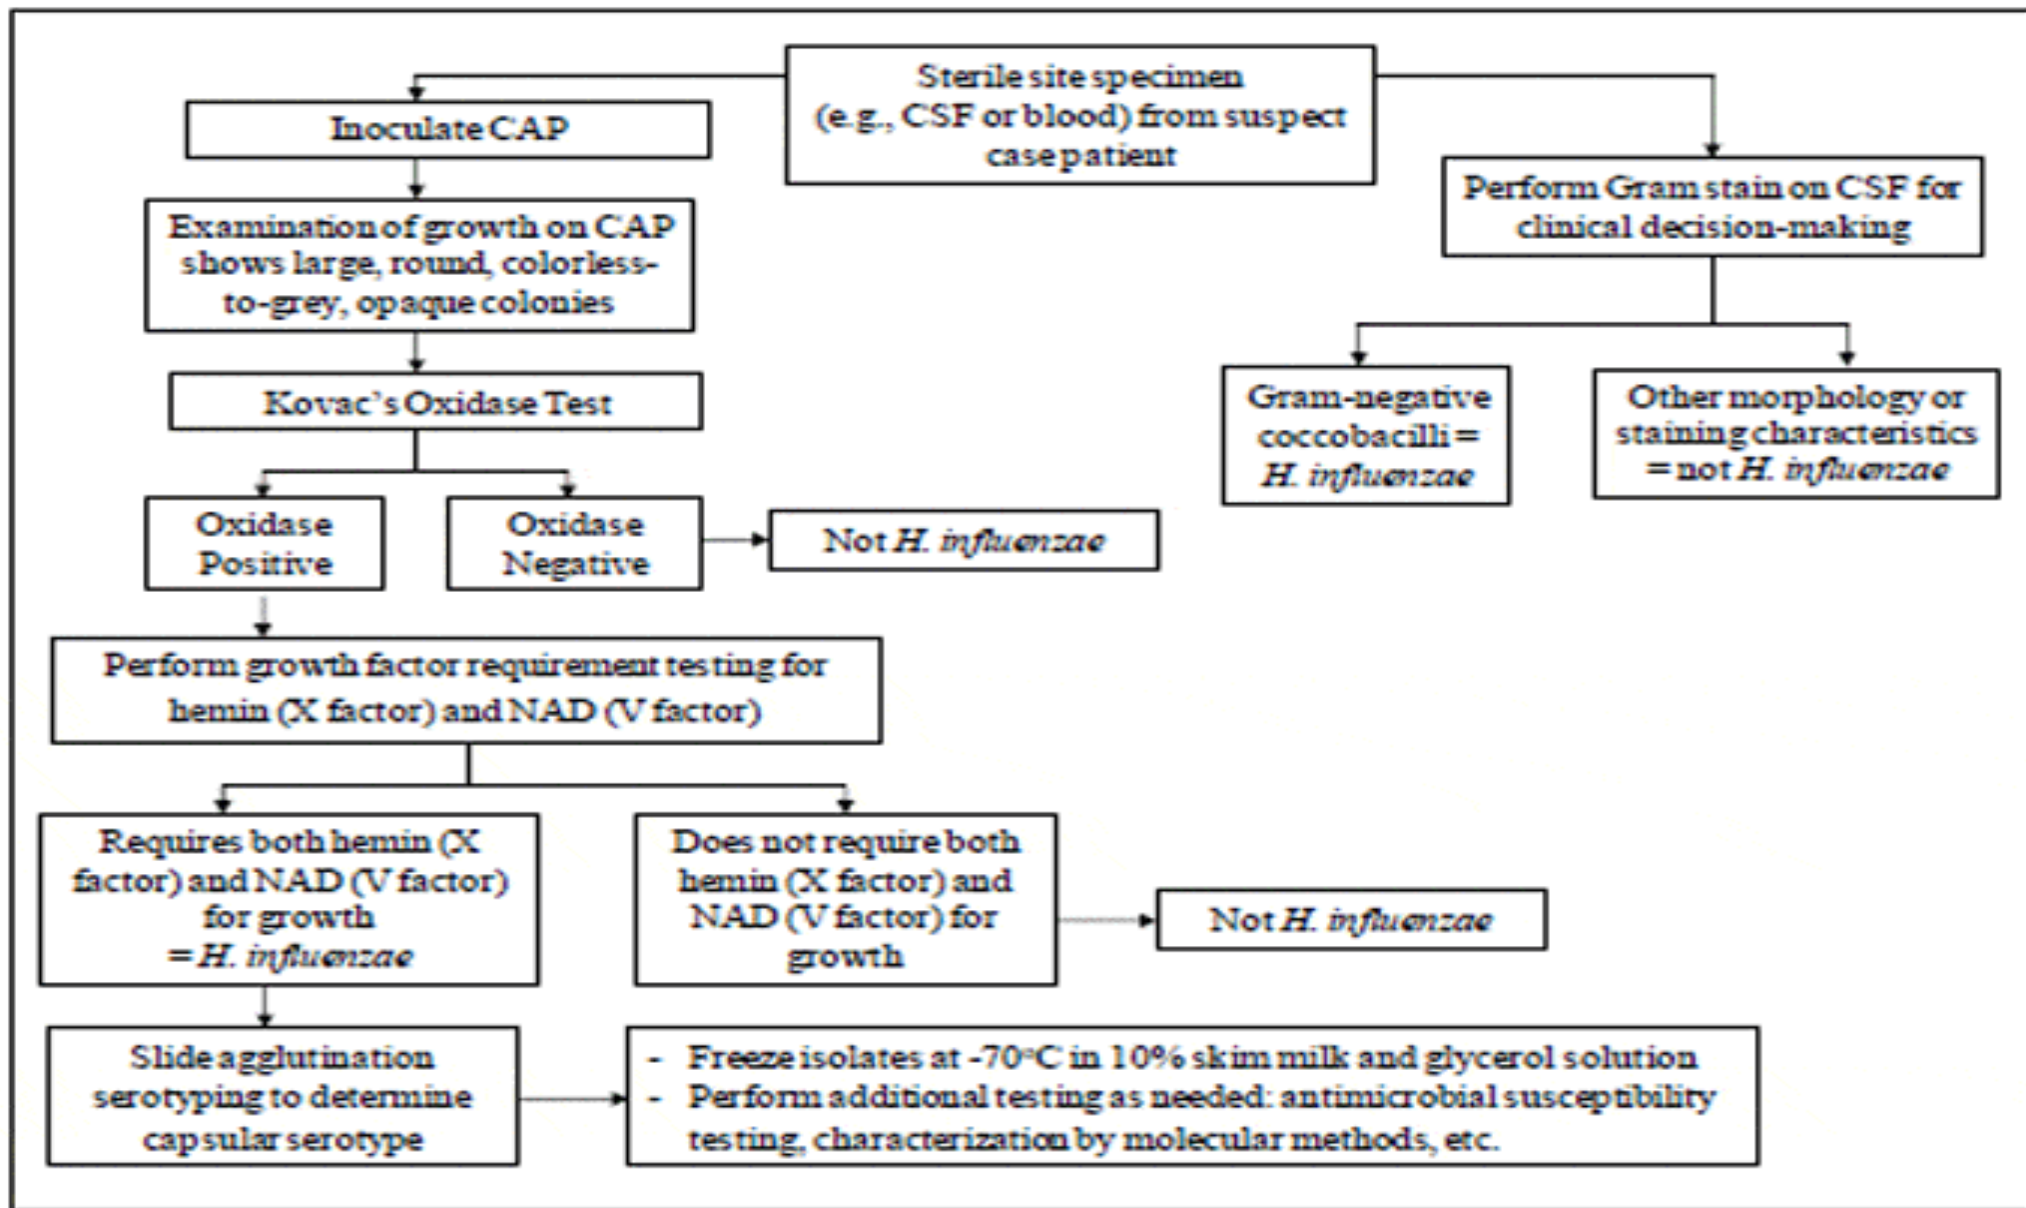 Sterile site specimen
(e.g., CSF or blood) from suspect
case patient
Inoculate CAP
Examination of growth on CAP
shows large, round, colorless-
to-grey, opaque colonies
Kovac's Oxidase Test
Oxidase
Positive
Oxidase
Negative
Not H. influenzae
Perform growth factor requirement testing for
hemin (X factor) and NAD (V factor)
Requires both hemin (X
factor) and NAD (V factor)
for growth
= H. influenzae
Does not require both
hemin (X factor) and
NAD (V factor) for
growth
Not H. influenzae
Slide agglutination
serotyping to determine
capsular serotype
- Freeze isolates at -70°C in 10% skim milk and glycerol solution
- Perform additional testing as needed: antimicrobial susceptibility
testing, characterization by molecular methods, etc.
Perform Gram stain on CSF for
clinical decision-making
Gram-negative
coccobacilli =
H. influenzae
Other morphology or
staining characteristics
= not H. influenzae